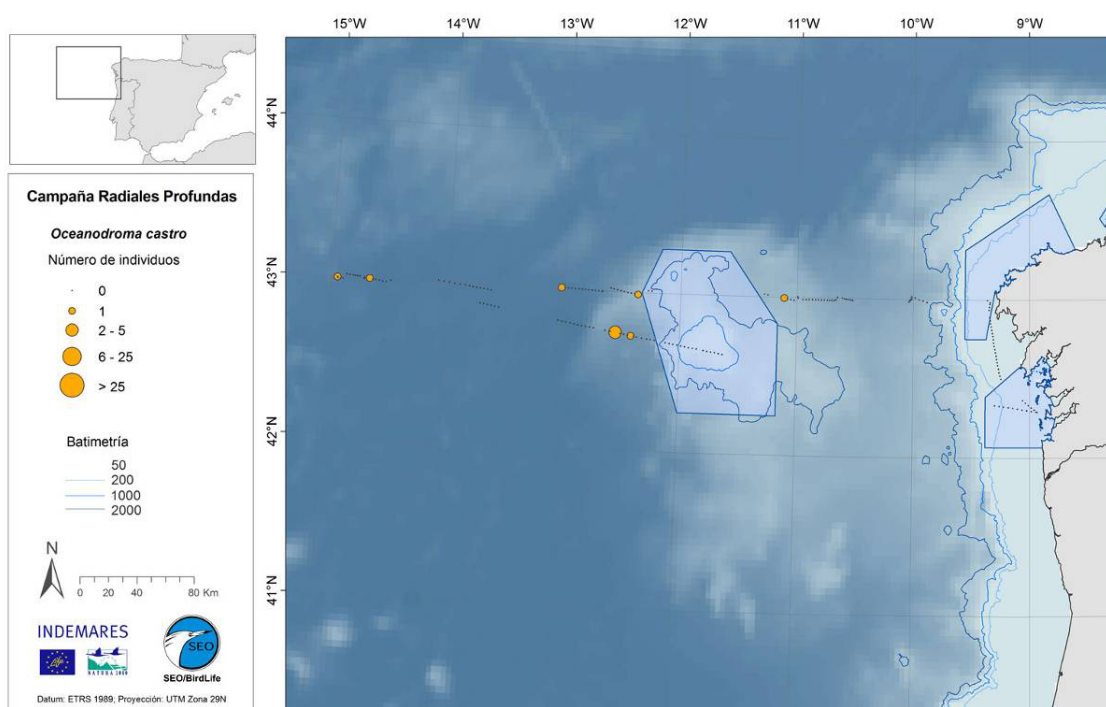 15°W
14°W
13°W
12°W
11°W
10°W
9°W
44°N
43°N
42°N
41°N
Campaña Radiales Profundas
Oceanodroma castro
Número de individuos
0
1
2 - 5
6 - 25
> 25
Batimetría
50
200
1000
2000
N
0 20 40 80 Km
INDEMARES
Life
NATURA 2000
SEO
SEO/BirdLife
Datum: ETRS 1989; Proyección: UTM Zona 29N